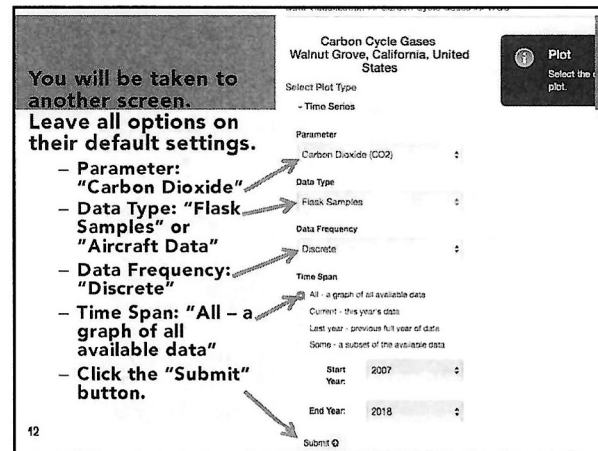 Carbon Cycle Gases
Walnut Grove, California, United
States
Plot
Select the
plot.
You will be taken to
another screen.
Leave all options on
their default settings.
– Parameter:
"Carbon Dioxide"
– Data Type: "Flask
Samples" or
"Aircraft Data"
– Data Frequency:
"Discrete"
– Time Span: "All – a
graph of all
available data"
– Click the "Submit"
button.
12
Select Plot Type
- Time Series
Parameter
Carbon Dioxide (CO2)
Data Type
Flask Samples
Data Frequency
Discrete
Time Span
All - a graph of all available data
Current - this year's data
Last year - previous full year of data
Some - a subset of the available data
Start
Year:
2007
End Year:
2018
Submit